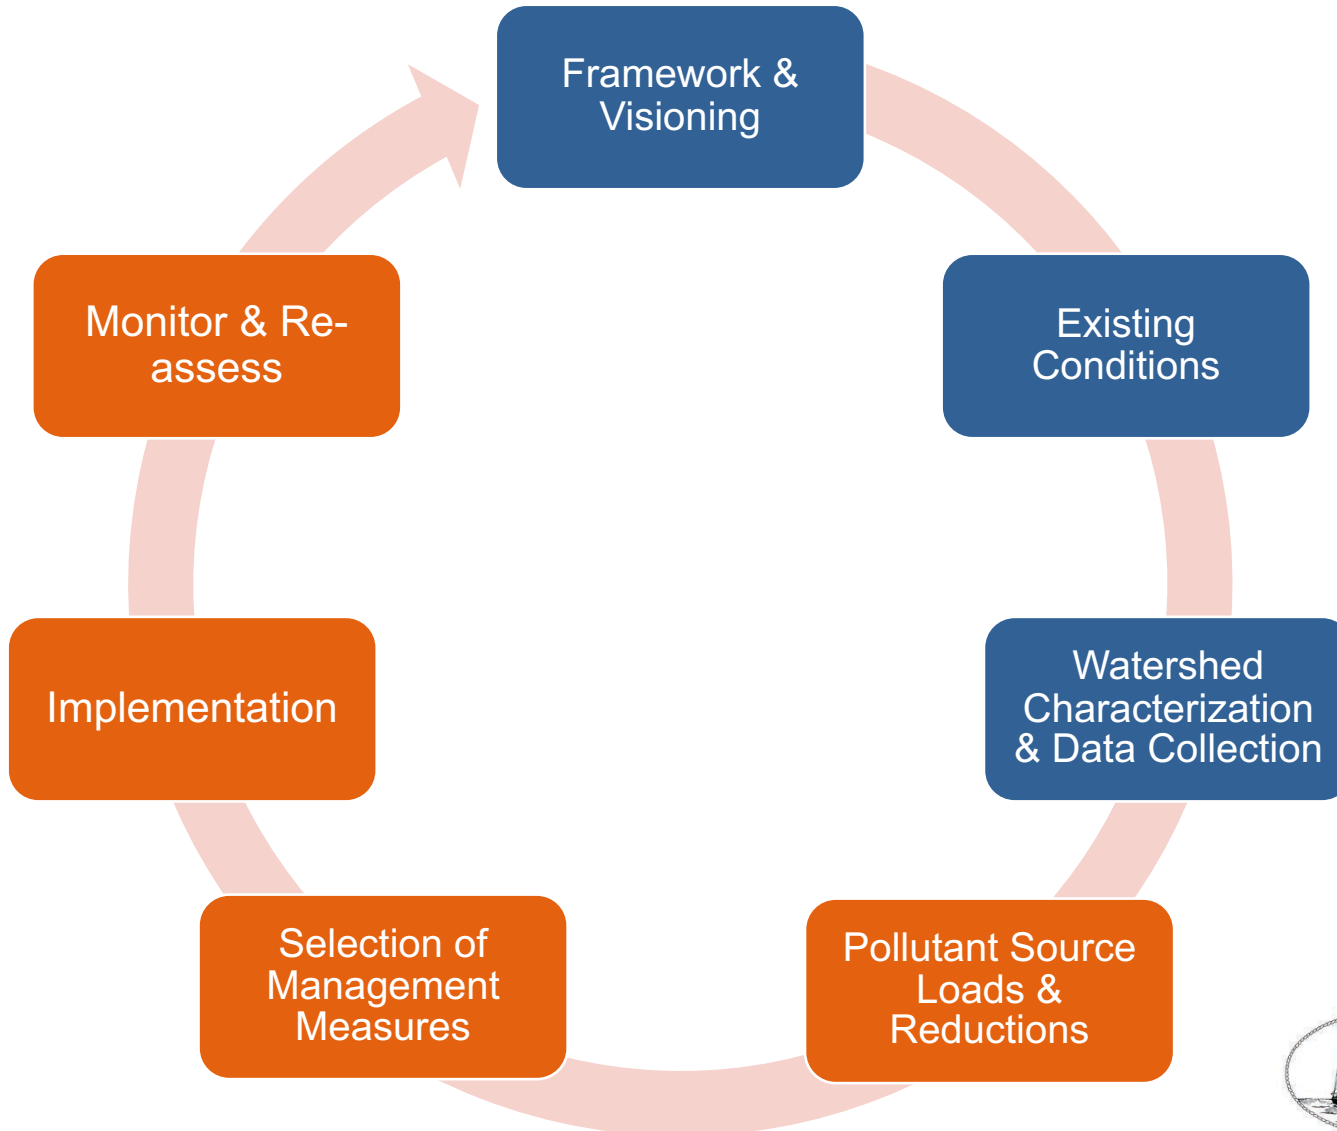 Framework &
Visioning
Existing
Conditions
Watershed
Characterization
& Data Collection
Pollutant Source
Loads &
Reductions
Selection of
Management
Measures
Implementation
Monitor & Re-
assess